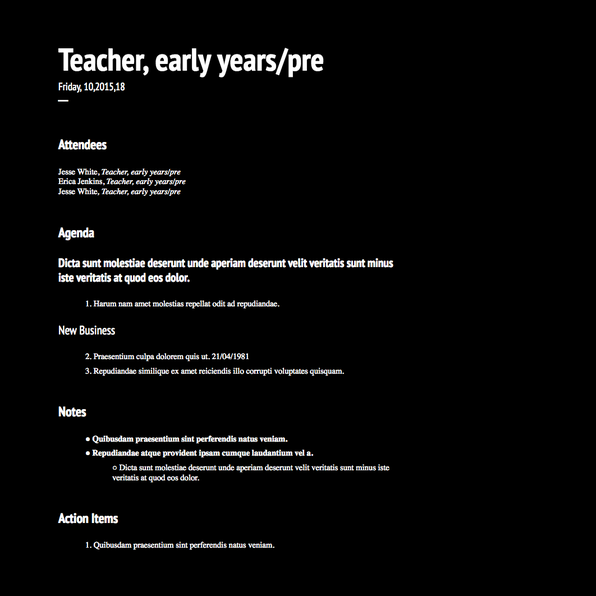 Teacher, early years/pre
Friday, 10,2015,18
Attendees
Jesse White, Teacher, early years/pre
Erica Jenkins, Teacher, early years/pre
Jesse White, Teacher, early years/pre
Agenda
Dicta sunt molestiae deserunt unde aperiam deserunt velit veritatis sunt minus
iste veritatis at quod eos dolor.
1. Harum nam amet molestias repellat odit ad repudiandae.
New Business
2. Praesentium culpa dolorem quis ut. 21/04/1981
3. Repudiandae similique ex amet reiciendis illo corrupti voluptates quisquam.
Notes
● Quibusdam praesentium sint perferendis natus veniam.
● Repudiandae atque provident ipsam cumque laudantium vel a.
○ Dicta sunt molestiae deserunt unde aperiam deserunt velit veritatis sunt minus iste
veritatis at quod eos dolor.
Action Items
1. Quibusdam praesentium sint perferendis natus veniam.